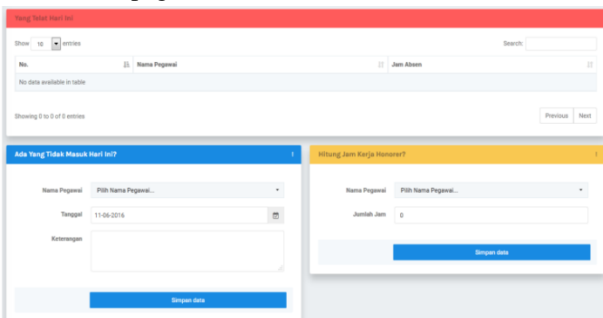 Yang Telat Hari Ini
Show 10 entries
Search:
No. Nama Pegawai Jam Absen
No data available in table
Showing 0 to 0 of 0 entries
Previous Next
Ada Yang Tidak Masuk Hari Ini?
Nama Pegawai Pilih Nama Pegawai...
Tanggal 11-06-2016
Keterangan
Simpan data
Hitung Jam Kerja Honorer?
Nama Pegawai Pilih Nama Pegawai...
Jumlah Jam 0
Simpan data